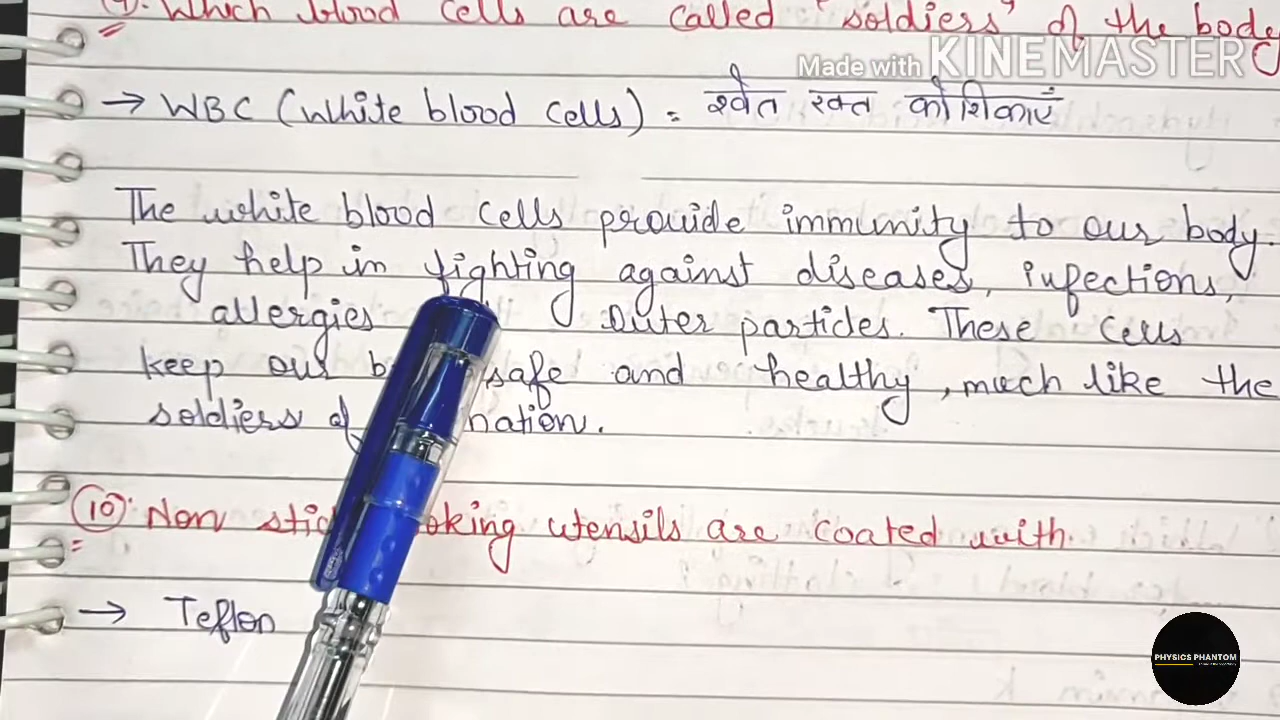 Which blood cells are called "soldiers" of the body
Made with KINEMASTER
→ WBC (White blood cells) = श्वेत रक्त कोशिकाएं
The white blood cells provide immunity to our body.
They help in fighting against diseases, infections,
allergies outer particles. These cells
keep our safe and healthy, much like the
soldiers of nation.
(10) Non utensils are coated with
→ Teflon
PHYSICS PHANTOM